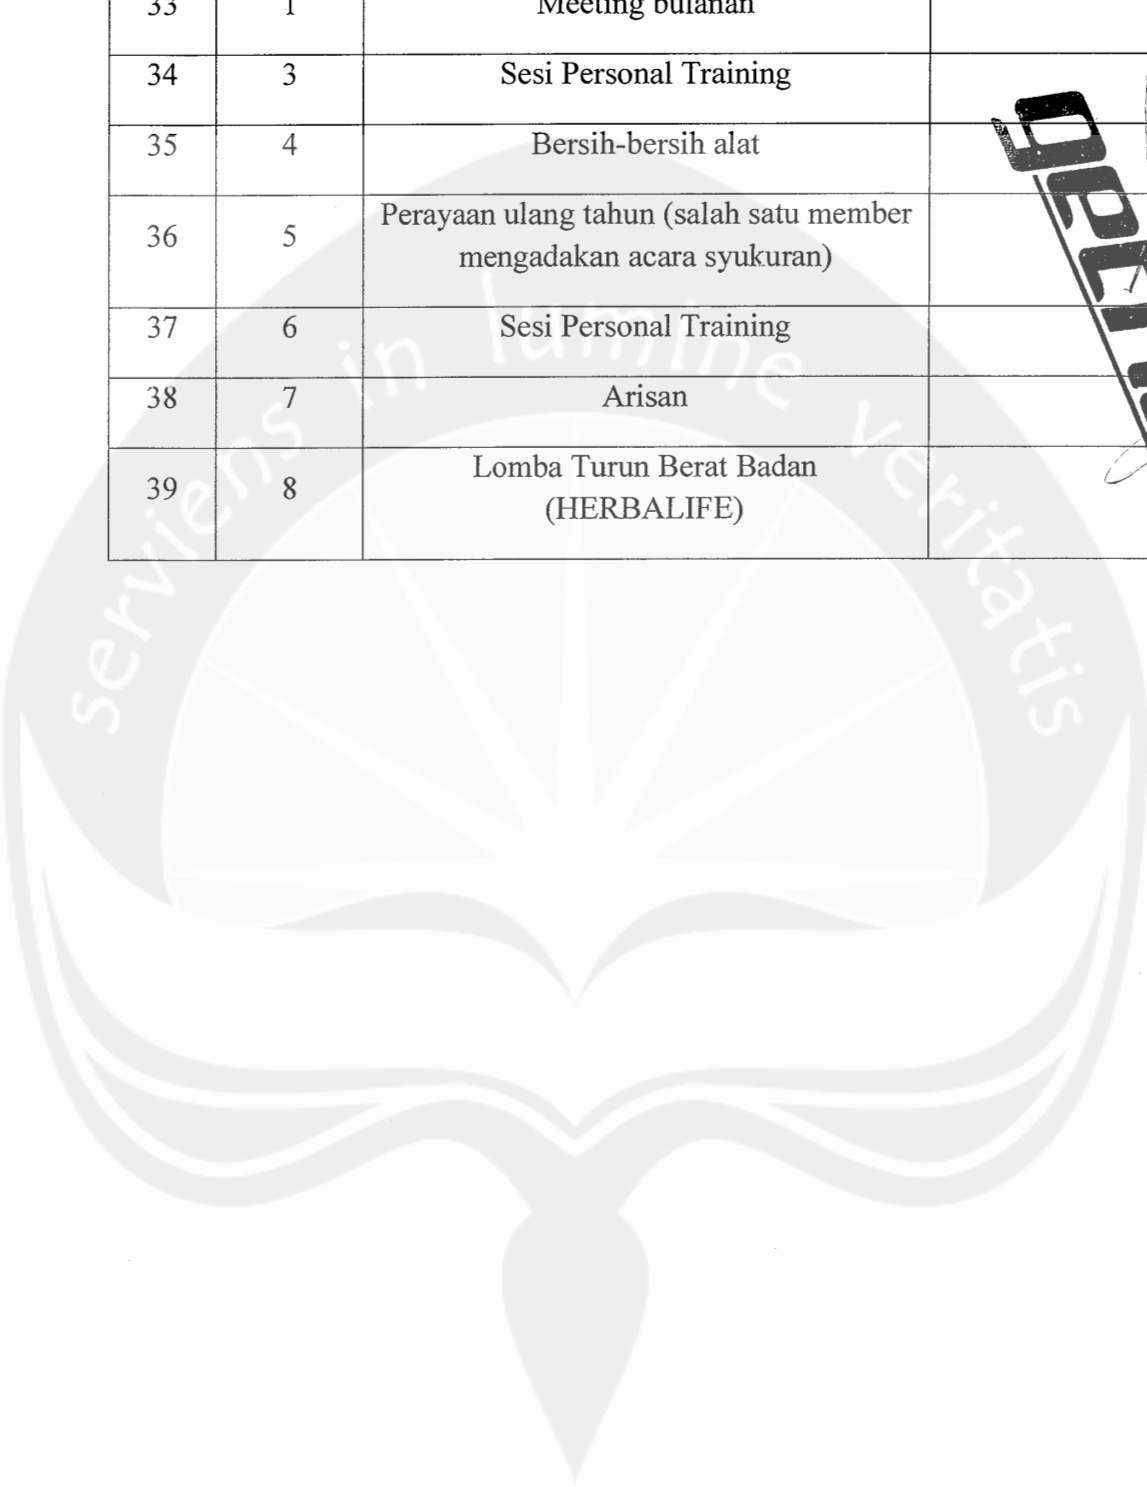 33 1 Meeting bulanan
34 3 Sesi Personal Training
35 4 Bersih-bersih alat
36 5 Perayaan ulang tahun (salah satu member
mengadakan acara syukuran)
37 6 Sesi Personal Training
38 7 Arisan
39 8 Lomba Turun Berat Badan
(HERBALIFE)
serviens in lumine veritatis